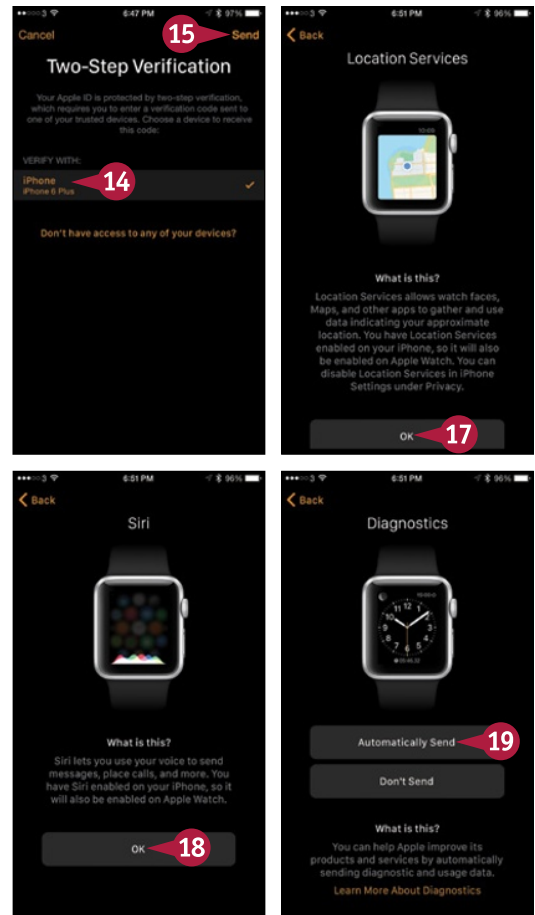 3 6:47 PM 97%
Cancel 15 Send
Two-Step Verification
Your Apple ID is protected by two-step verification,
which requires you to enter a verification code sent to
one of your trusted devices. Choose a device to receive
this code:
VERIFY WITH:
iPhone 14
iPhone 6 Plus
Don't have access to any of your devices?
3 6:51 PM 96%
Back
Location Services
10:09
What is this?
Location Services allows watch faces,
Maps, and other apps to gather and use
data indicating your approximate
location. You have Location Services
enabled on your iPhone, so it will also
be enabled on Apple Watch. You can
disable Location Services in iPhone
Settings under Privacy.
OK 17
3 6:51 PM 96%
Back
Siri
What is this?
Siri lets you use your voice to send
messages, place calls, and more. You
have Siri enabled on your iPhone, so it
will also be enabled on Apple Watch.
OK 18
3 6:51 PM 96%
Back
Diagnostics
Automatically Send 19
Don't Send
What is this?
You can help Apple improve its
products and services by automatically
sending diagnostic and usage data.
Learn More About Diagnostics